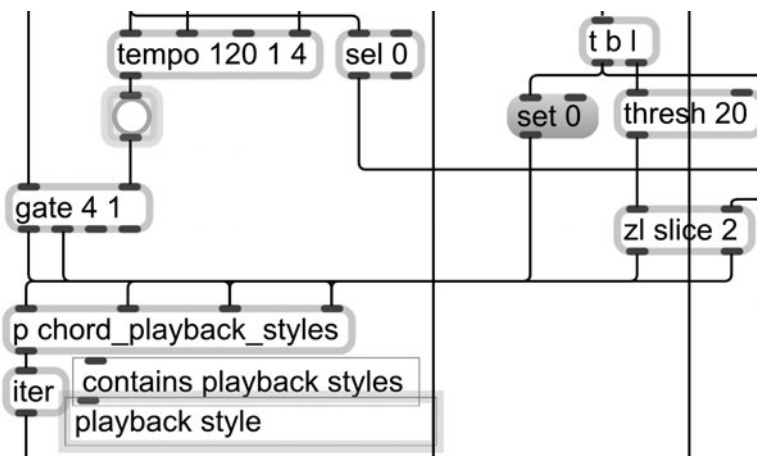 tempo 120 1 4
sel 0
t b l
set 0
thresh 20
gate 4 1
zl slice 2
p chord_playback_styles
iter
contains playback styles
playback style